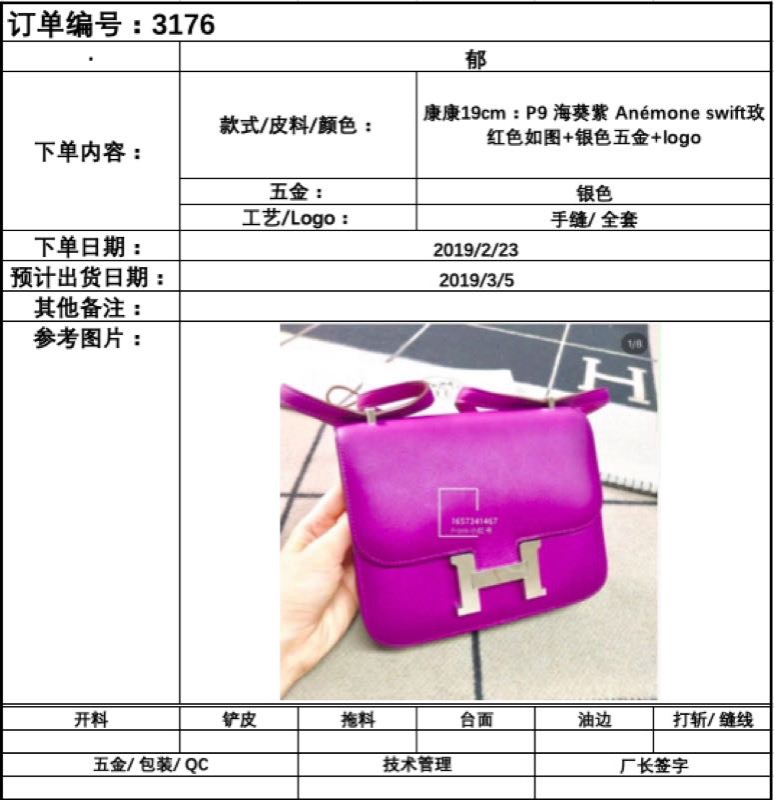 订单编号：3176
.
郁
下单内容：
款式/皮料/颜色：
康康19cm：P9 海葵紫 Anémone swift玫
红色如图+银色五金+logo
五金：
银色
工艺/Logo：
手缝/ 全套
下单日期：
2019/2/23
预计出货日期：
2019/3/5
其他备注：
参考图片：
1/8
H
1657341467
小红书
H
开料
铲皮
拖料
台面
油边
打斩/ 缝线
五金/ 包装/ QC
技术管理
厂长签字